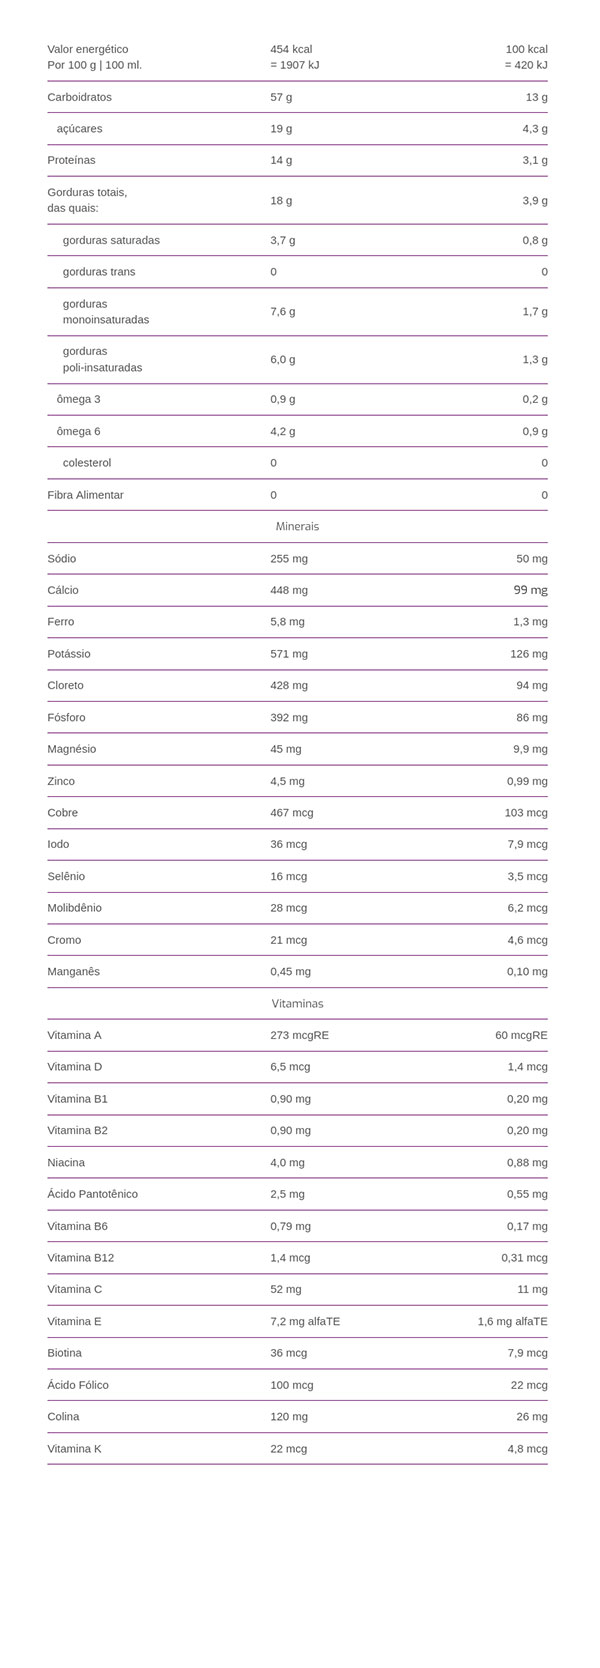 Valor energético 454 kcal 100 kcal
Por 100 g | 100 ml. = 1907 kJ = 420 kJ
Carboidratos 57 g 13 g
açúcares 19 g 4,3 g
Proteínas 14 g 3,1 g
Gorduras totais,
das quais: 18 g 3,9 g
gorduras saturadas 3,7 g 0,8 g
gorduras trans 0 0
gorduras
monoinsaturadas 7,6 g 1,7 g
gorduras
poli-insaturadas 6,0 g 1,3 g
ômega 3 0,9 g 0,2 g
ômega 6 4,2 g 0,9 g
colesterol 0 0
Fibra Alimentar 0 0
Minerais
Sódio 255 mg 50 mg
Cálcio 448 mg 99 mg
Ferro 5,8 mg 1,3 mg
Potássio 571 mg 126 mg
Cloreto 428 mg 94 mg
Fósforo 392 mg 86 mg
Magnésio 45 mg 9,9 mg
Zinco 4,5 mg 0,99 mg
Cobre 467 mcg 103 mcg
Iodo 36 mcg 7,9 mcg
Selênio 16 mcg 3,5 mcg
Molibdênio 28 mcg 6,2 mcg
Cromo 21 mcg 4,6 mcg
Manganês 0,45 mg 0,10 mg
Vitaminas
Vitamina A 273 mcgRE 60 mcgRE
Vitamina D 6,5 mcg 1,4 mcg
Vitamina B1 0,90 mg 0,20 mg
Vitamina B2 0,90 mg 0,20 mg
Niacina 4,0 mg 0,88 mg
Ácido Pantotênico 2,5 mg 0,55 mg
Vitamina B6 0,79 mg 0,17 mg
Vitamina B12 1,4 mcg 0,31 mcg
Vitamina C 52 mg 11 mg
Vitamina E 7,2 mg alfaTE 1,6 mg alfaTE
Biotina 36 mcg 7,9 mcg
Ácido Fólico 100 mcg 22 mcg
Colina 120 mg 26 mg
Vitamina K 22 mcg 4,8 mcg